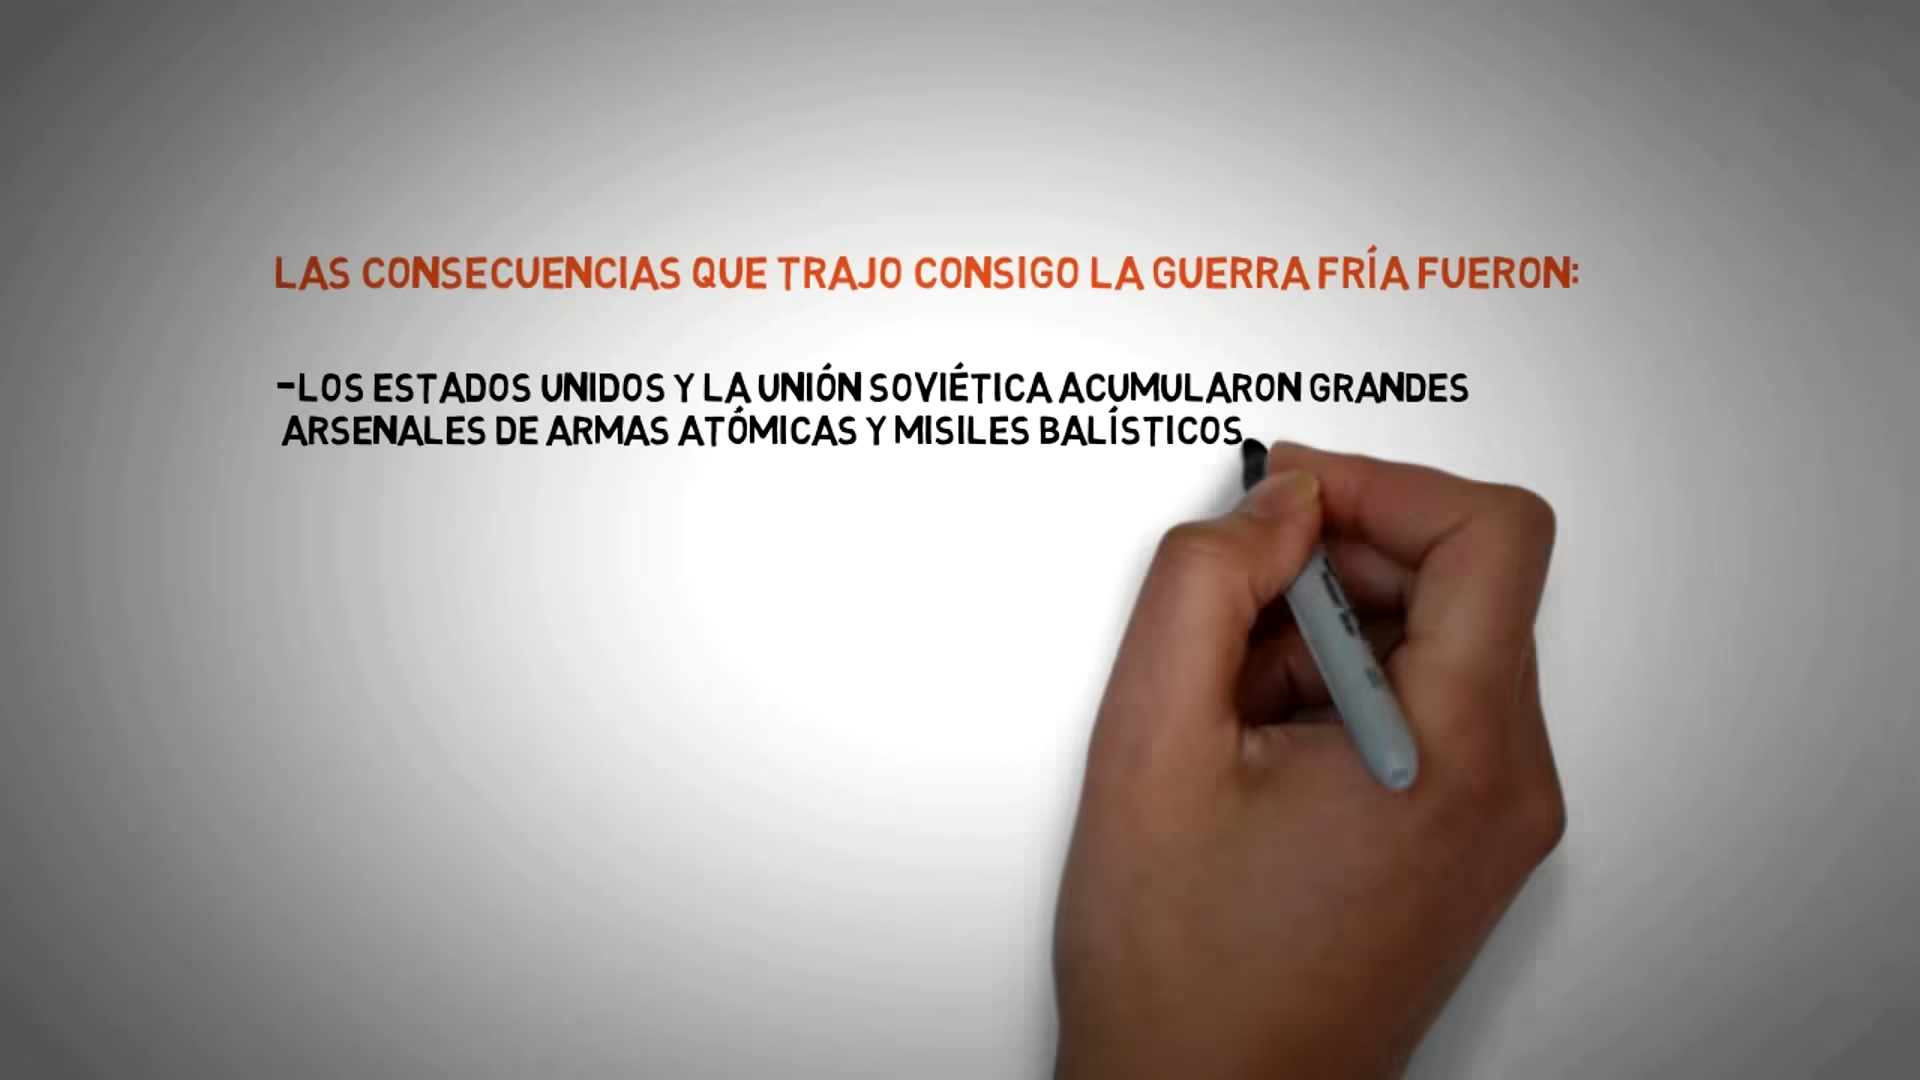 LAS CONSECUENCIAS QUE TRAJO CONSIGO LA GUERRA FRÍA FUERON:
-LOS ESTADOS UNIDOS Y LA UNIÓN SOVIÉTICA ACUMULARON GRANDES
ARSENALES DE ARMAS ATÓMICAS Y MISILES BALÍSTICOS